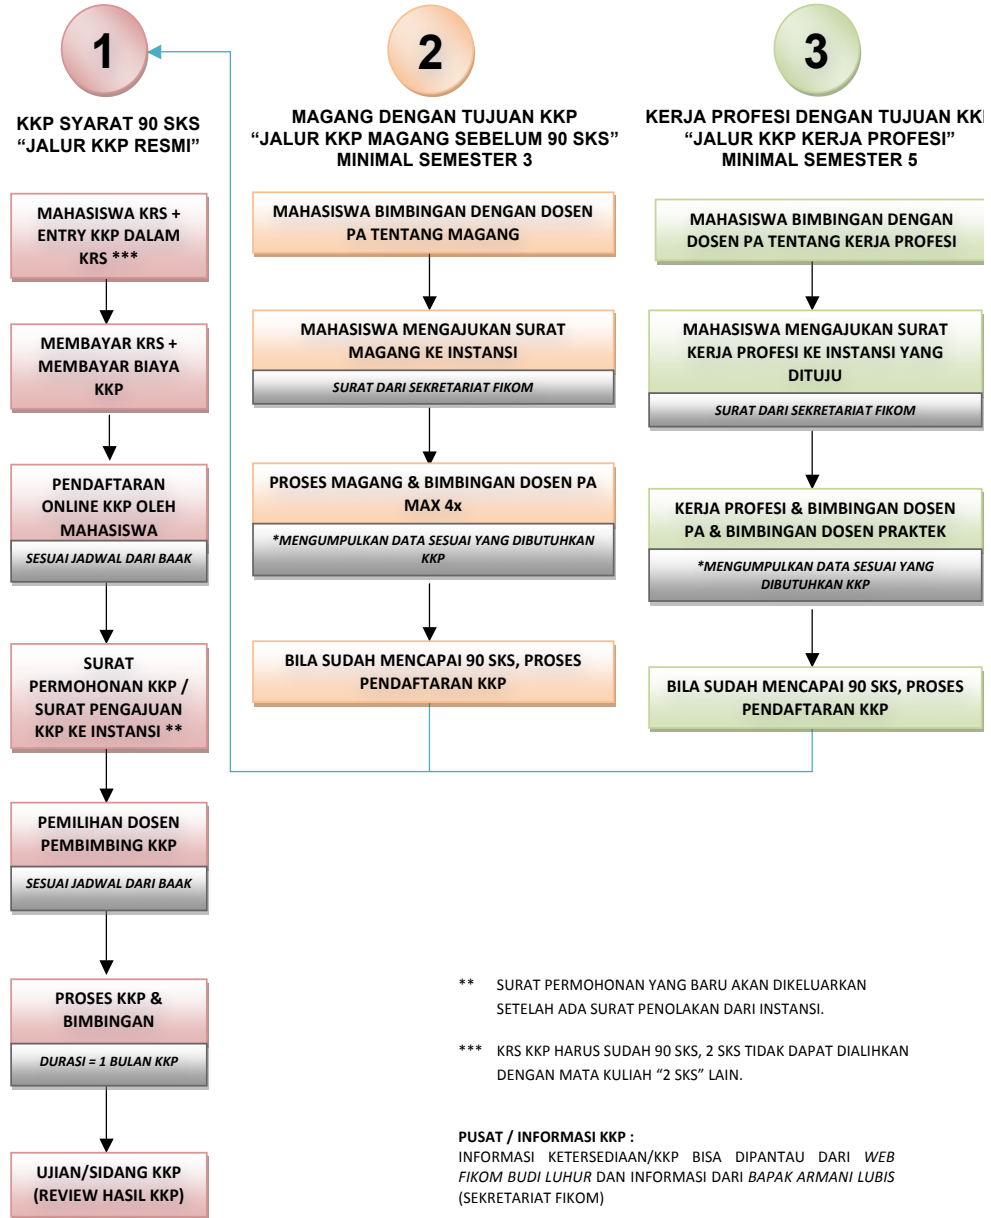 1
KKP SYARAT 90 SKS
“JALUR KKP RESMI”
MAHASISWA KRS +
ENTRY KKP DALAM
KRS ***
MEMBAYAR KRS +
MEMBAYAR BIAYA
KKP
PENDAFTARAN
ONLINE KKP OLEH
MAHASISWA
SESUAI JADWAL DARI BAAK
SURAT
PERMOHONAN KKP /
SURAT PENGAJUAN
KKP KE INSTANSI **
PEMILIHAN DOSEN
PEMBIMBING KKP
SESUAI JADWAL DARI BAAK
PROSES KKP &
BIMBINGAN
DURASI = 1 BULAN KKP
UJIAN/SIDANG KKP
(REVIEW HASIL KKP)
2
MAGANG DENGAN TUJUAN KKP
“JALUR KKP MAGANG SEBELUM 90 SKS”
MINIMAL SEMESTER 3
MAHASISWA BIMBINGAN DENGAN DOSEN
PA TENTANG MAGANG
MAHASISWA MENGAJUKAN SURAT
MAGANG KE INSTANSI
SURAT DARI SEKRETARIAT FIKOM
PROSES MAGANG & BIMBINGAN DOSEN PA
MAX 4x
*MENGUMPULKAN DATA SESUAI YANG DIBUTUHKAN
KKP
BILA SUDAH MENCAPAI 90 SKS, PROSES
PENDAFTARAN KKP
3
KERJA PROFESI DENGAN TUJUAN KK
“JALUR KKP KERJA PROFESI”
MINIMAL SEMESTER 5
MAHASISWA BIMBINGAN DENGAN
DOSEN PA TENTANG KERJA PROFESI
MAHASISWA MENGAJUKAN SURAT
KERJA PROFESI KE INSTANSI YANG
DITUJU
SURAT DARI SEKRETARIAT FIKOM
KERJA PROFESI & BIMBINGAN DOSEN
PA & BIMBINGAN DOSEN PRAKTEK
*MENGUMPULKAN DATA SESUAI YANG
DIBUTUHKAN KKP
BILA SUDAH MENCAPAI 90 SKS, PROSES
PENDAFTARAN KKP
** SURAT PERMOHONAN YANG BARU AKAN DIKELUARKAN
SETELAH ADA SURAT PENOLAKAN DARI INSTANSI.
*** KRS KKP HARUS SUDAH 90 SKS, 2 SKS TIDAK DAPAT DIALIHKAN
DENGAN MATA KULIAH “2 SKS” LAIN.
PUSAT / INFORMASI KKP :
INFORMASI KETERSEDIAAN/KKP BISA DIPANTAU DARI WEB
FIKOM BUDI LUHUR DAN INFORMASI DARI BAPAK ARMANI LUBIS
(SEKRETARIAT FIKOM)